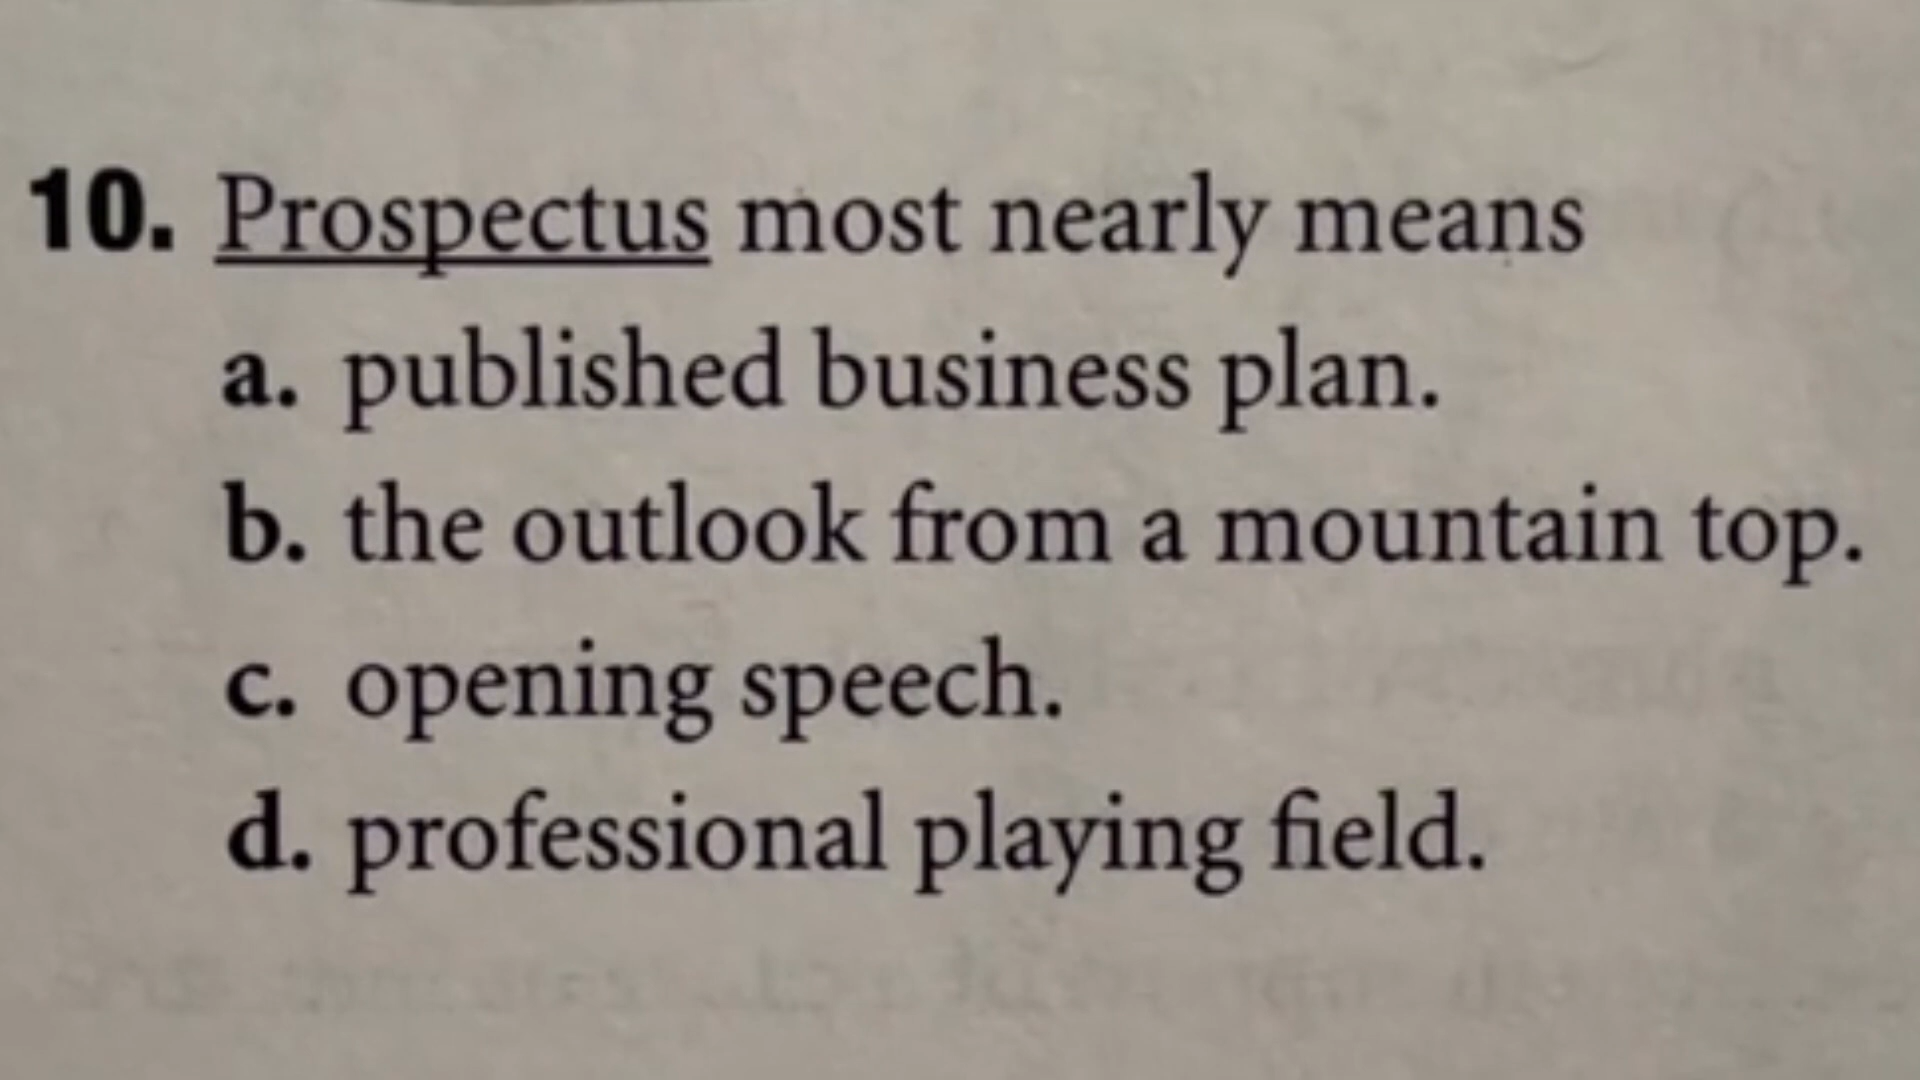 10. Prospectus most nearly means
a. published business plan.
b. the outlook from a mountain top.
c. opening speech.
d. professional playing field.